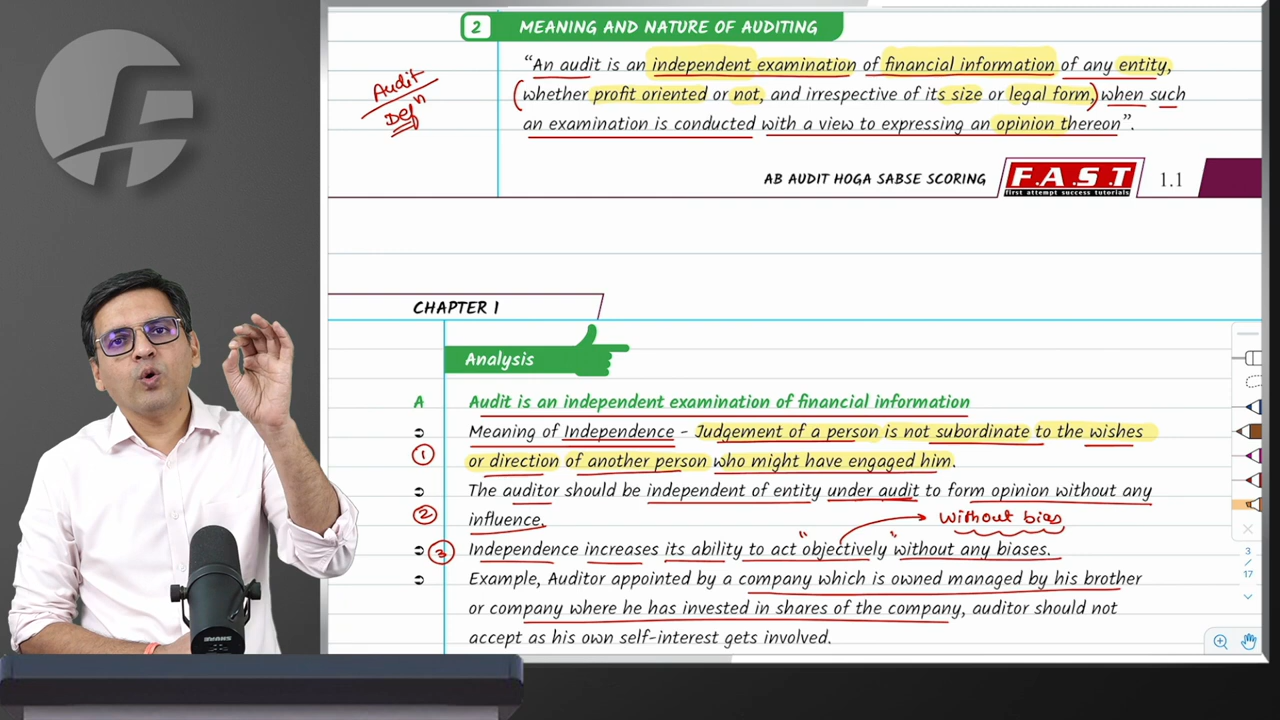 2 MEANING AND NATURE OF AUDITING
“An audit is an independent examination of financial information of any entity,
whether profit oriented or not, and irrespective of its size or legal form, when such
an examination is conducted with a view to expressing an opinion thereon”.
Audit
Defⁿ
AB AUDIT HOGA SABSE SCORING F.A.S.T 1.1
first attempt success tutorials
CHAPTER 1
Analysis
A Audit is an independent examination of financial information
Meaning of Independence - Judgement of a person is not subordinate to the wishes
1 or direction of another person who might have engaged him.
The auditor should be independent of entity under audit to form opinion without any
2 influence.
without bias
3 Independence increases its ability to act "objectively" without any biases.
Example, Auditor appointed by a company which is owned managed by his brother
or company where he has invested in shares of the company, auditor should not
accept as his own self-interest gets involved.
3
/
17